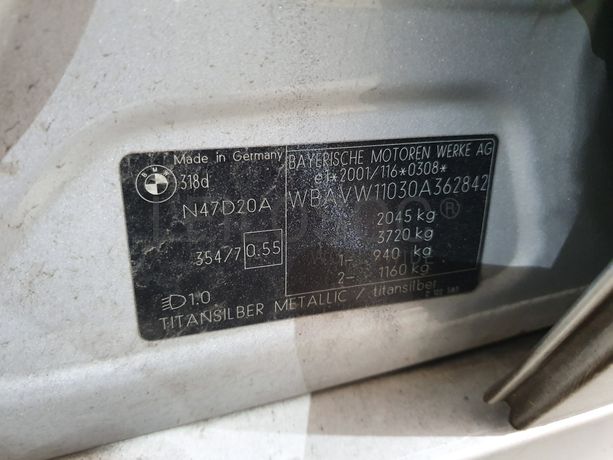 BMW
Made in Germany
318d
N47D20A
35477 0.55
1.0
BAYERISCHE MOTOREN WERKE AG
e1*2001/116*0308*
WBAVW11030A362842
2045 kg
3720 kg
1- 940 kg
2- 1160 kg
TITANSILBER METALLIC / titansilber